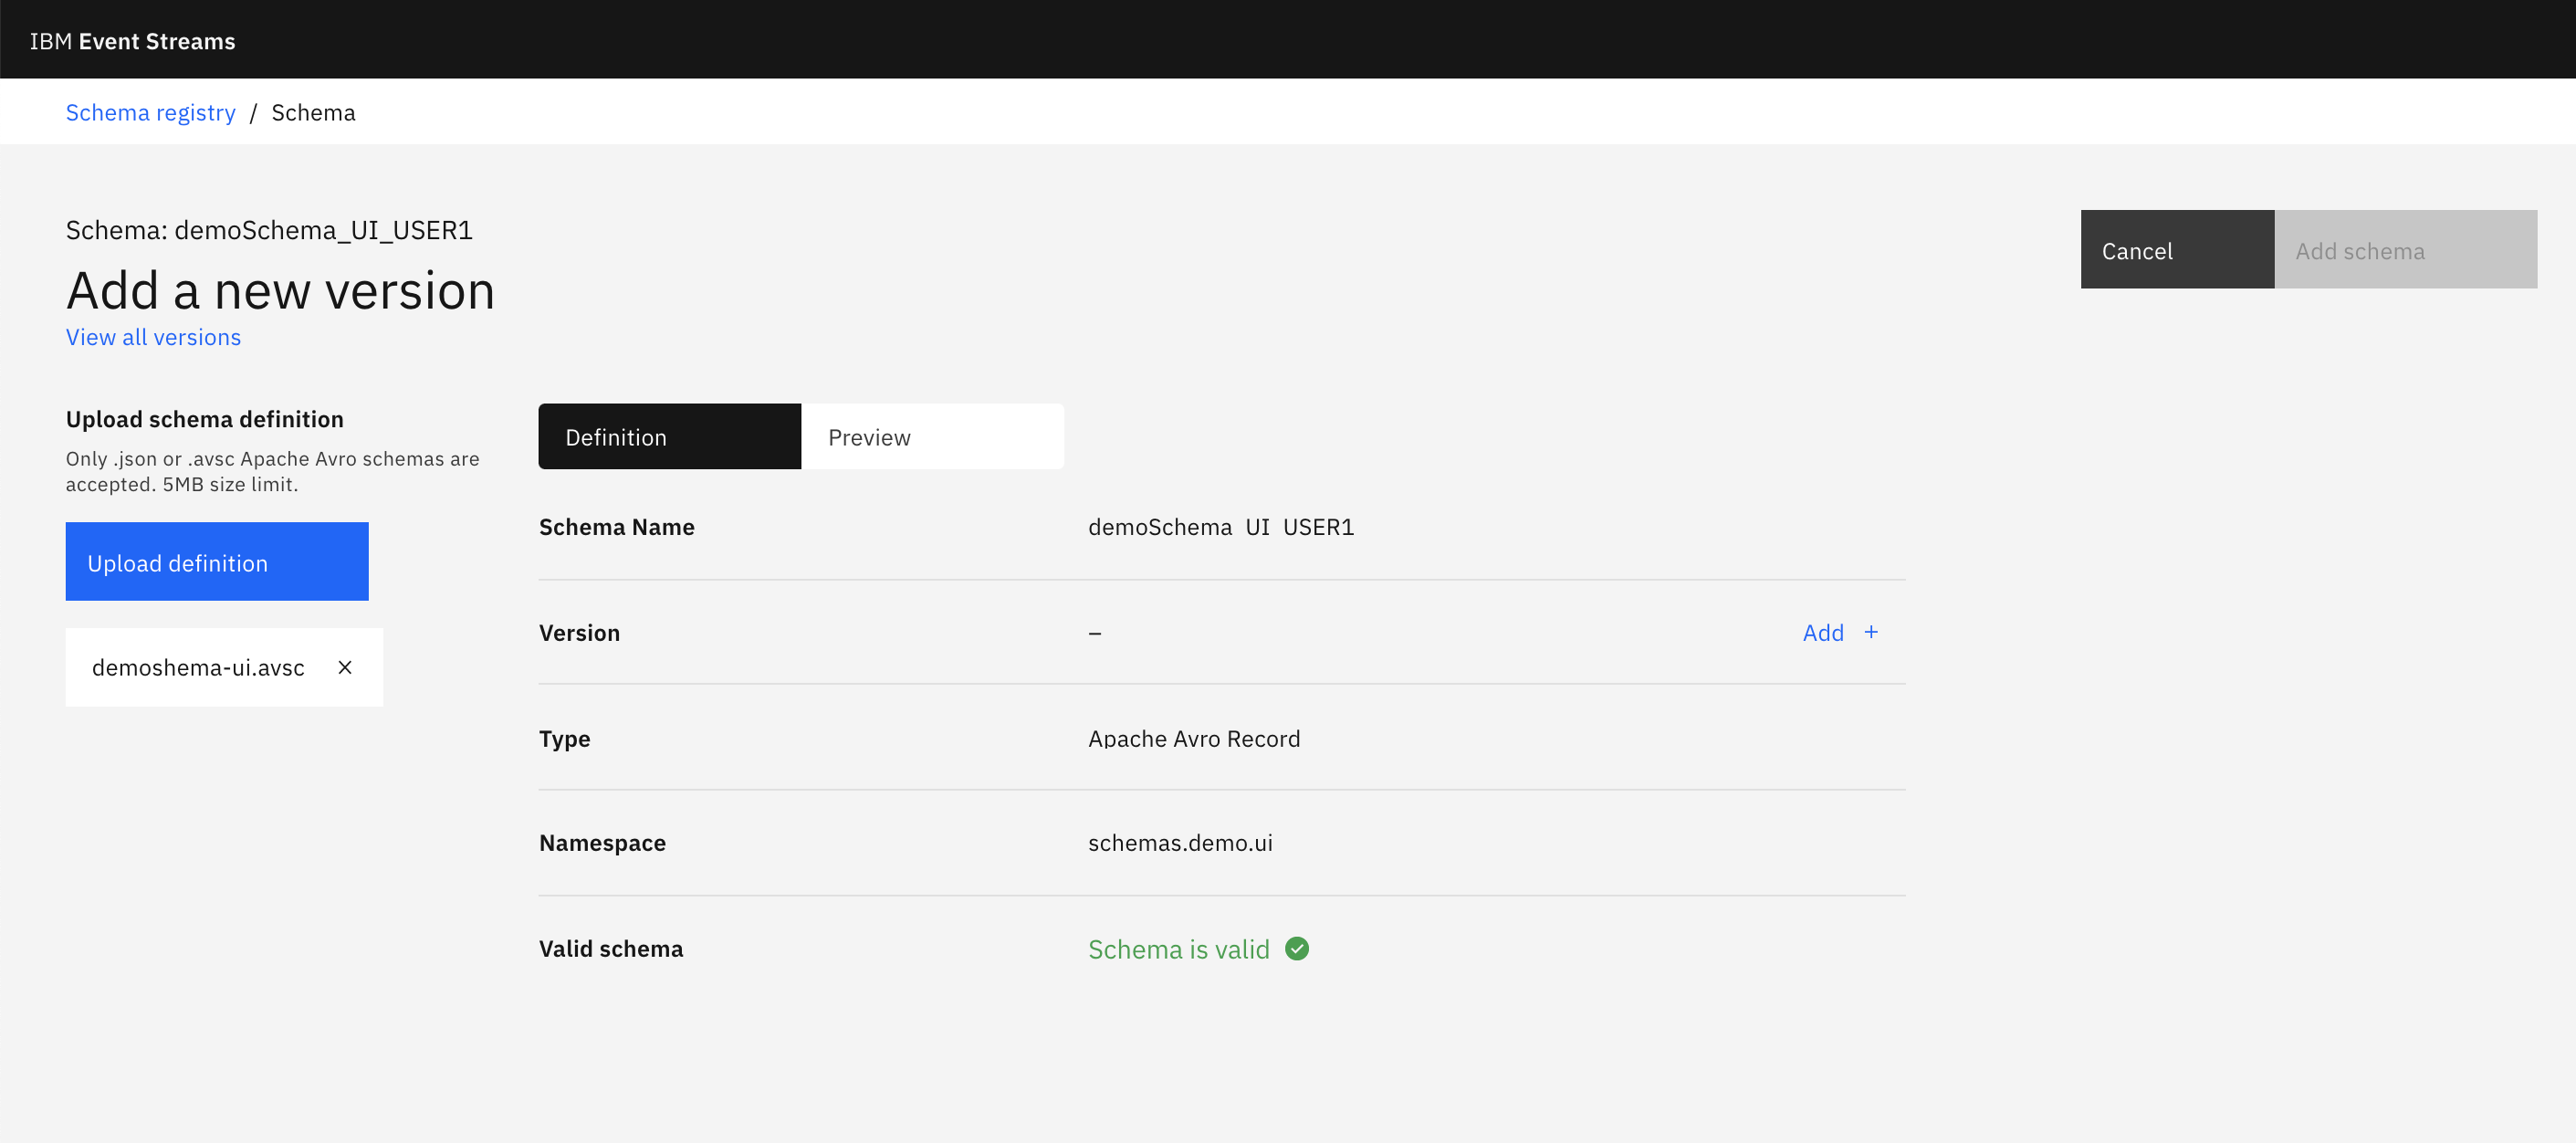 IBM Event Streams
Schema registry / Schema
Schema: demoSchema_UI_USER1
Add a new version
View all versions
Cancel
Add schema
Upload schema definition
Only .json or .avsc Apache Avro schemas are
accepted. 5MB size limit.
Upload definition
demoshema-ui.avsc ×
Definition
Preview
Schema Name demoSchema UI USER1
Version – Add +
Type Apache Avro Record
Namespace schemas.demo.ui
Valid schema Schema is valid